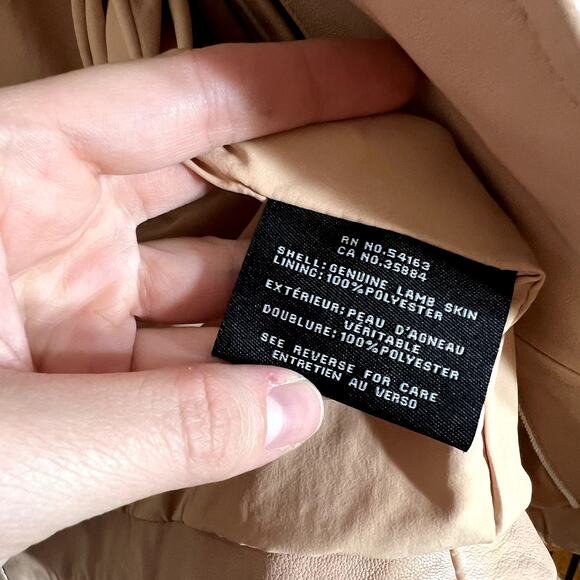 RN NO.54163
CA NO.35884
SHELL:GENUINE LAMB SKIN
LINING:100%POLYESTER
EXTÉRIEUR:PEAU D'AGNEAU
VÉRITABLE
DOUBLURE:100%POLYESTER
SEE REVERSE FOR CARE
ENTRETIEN AU VERSO